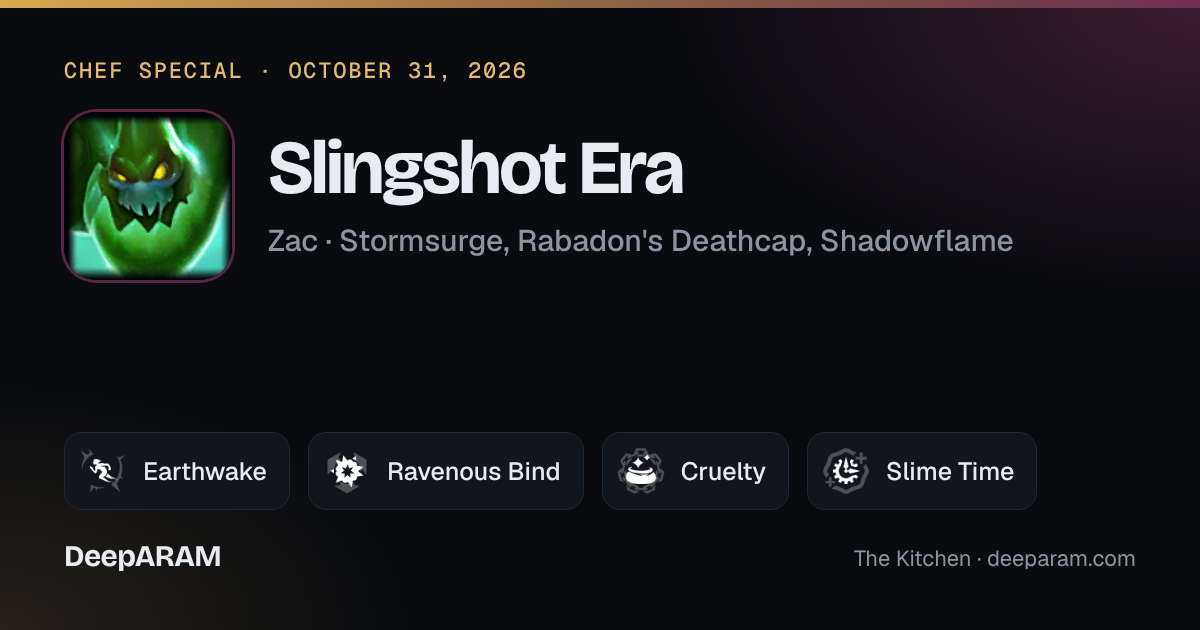 CHEF SPECIAL · OCTOBER 31, 2026
Slingshot Era
Zac · Stormsurge, Rabadon's Deathcap, Shadowflame
Earthwake
Ravenous Bind
Cruelty
Slime Time
DeepARAM
The Kitchen · deeparam.com